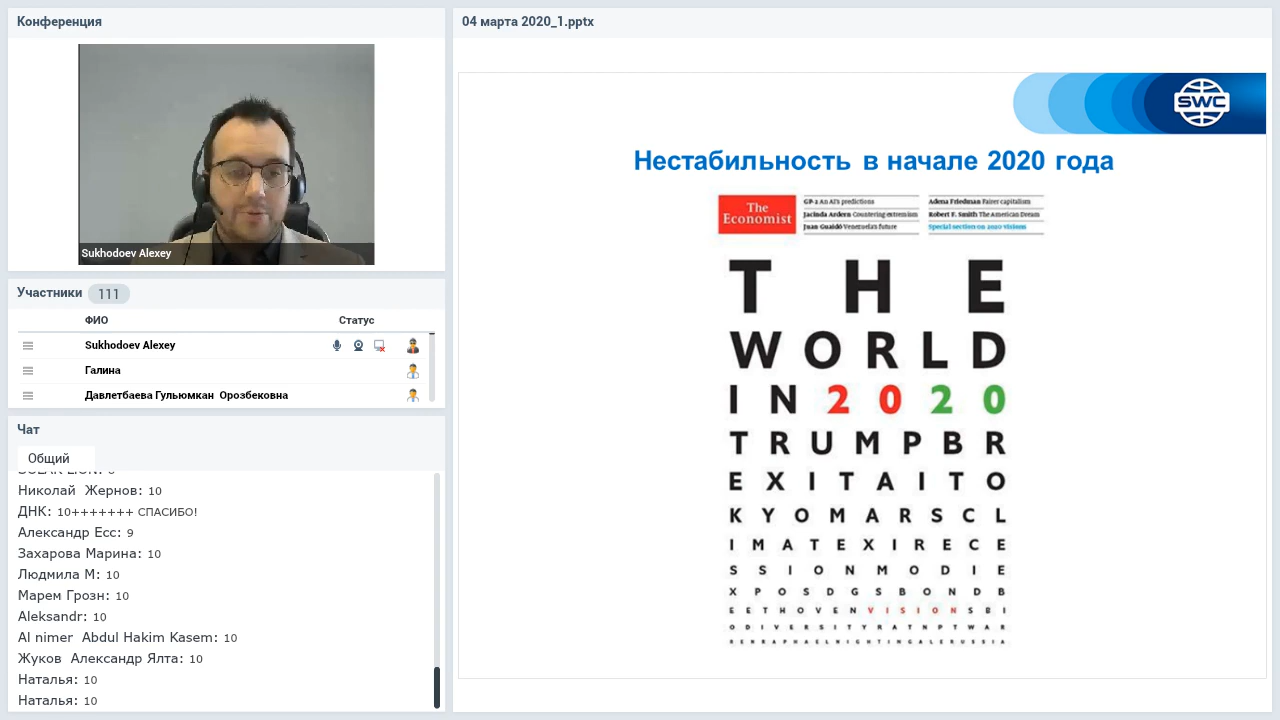 Конференция
Sukhodoev Alexey
Участники 111
ФИО Статус
Sukhodoev Alexey
Галина
Давлетбаева Гульюмкан Орозбековна
Чат
Общий
Николай Жернов: 10
ДНК: 10+++++++ СПАСИБО!
Александр Есс: 9
Захарова Марина: 10
Людмила М: 10
Марем Грозн: 10
Aleksandr: 10
Al nimer Abdul Hakim Kasem: 10
Жуков Александр Ялта: 10
Наталья: 10
Наталья: 10
04 марта 2020_1.pptx
SWC
Нестабильность в начале 2020 года
The
Economist
GP-2 An AI's predictions
Jacinda Ardern Countering extremism
Juan Guaidó Venezuela's future
Adena Friedman Fairer capitalism
Robert F. Smith The American Dream
Special section on 2020 visions
T H E
W O R L D
I N 2 0 2 0
T R U M P B R
E X I T A I T O
K Y O M A R S C L
I M A T E X I R E C E
S S I O N M O D I E
X P O S D G S B O N D B
E E T H O V E N V I S I O N S B I
O D I V E R S I T Y R A T N P T W A R
R E N R A P H A E L N I G H T I N G A L E R U S S I A